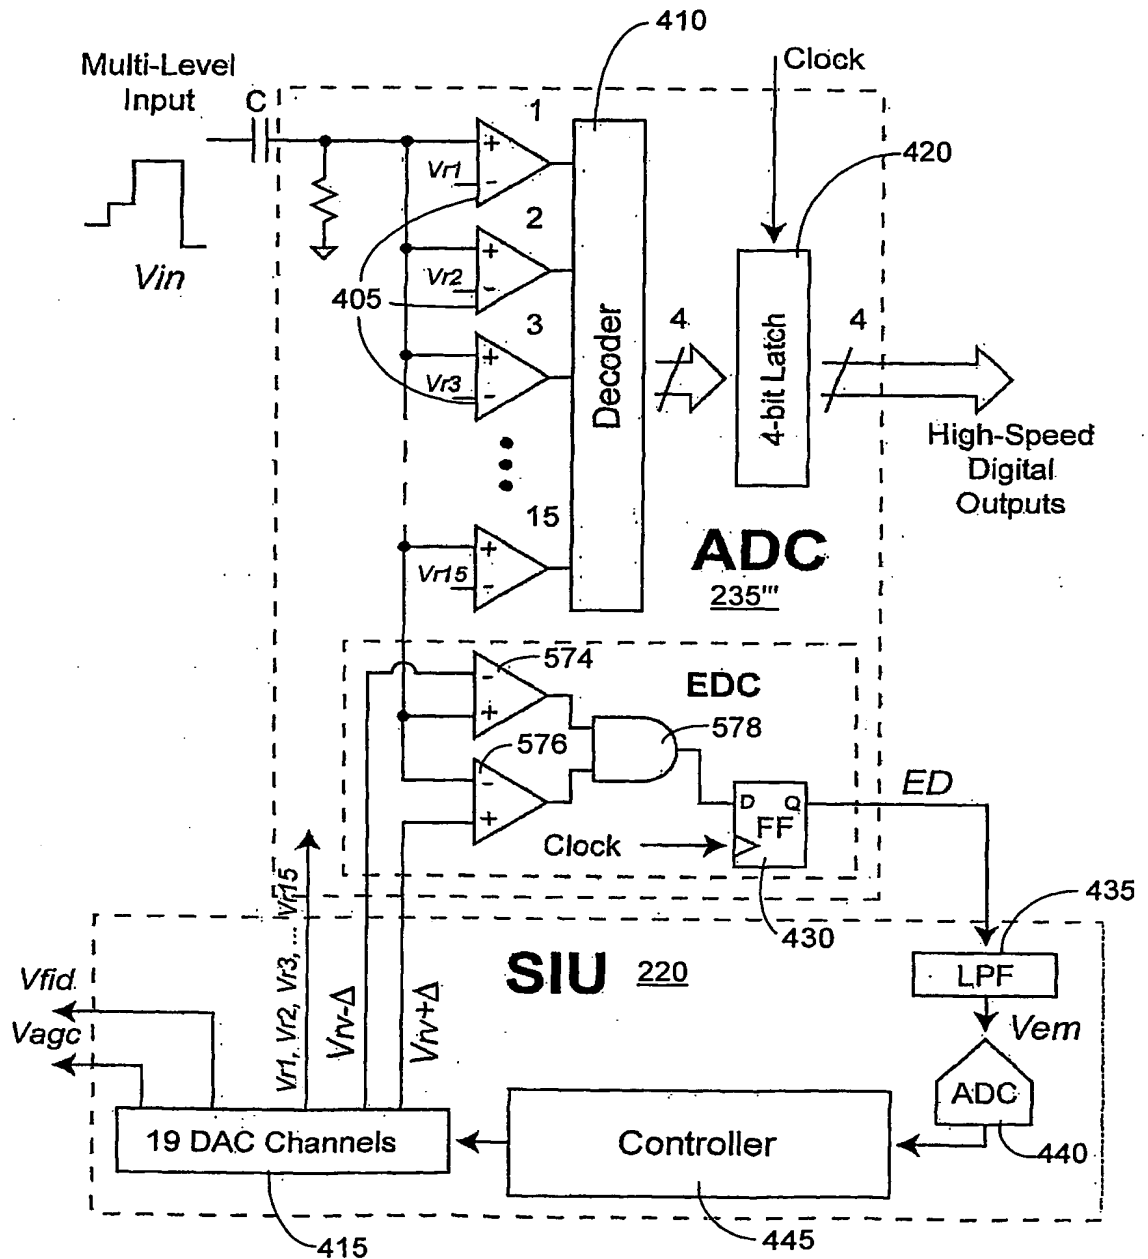 410
Clock
Multi-Level
Input
C
1
+
Vr1
-
420
2
+
Vr2
-
Vin
405
3
+
Vr3
-
Decoder
4
4-bit Latch
4
High-Speed
Digital
Outputs
15
+
Vr15
-
ADC
235'''
574
-
+
EDC
578
576
-
+
ED
D Q
FF
Clock
430
435
Vr1, Vr2, Vr3, ... Vr15
Vrv-Δ
Vrv+Δ
SIU 220
LPF
Vfid
Vagc
Vem
ADC
19 DAC Channels
Controller
440
415
445